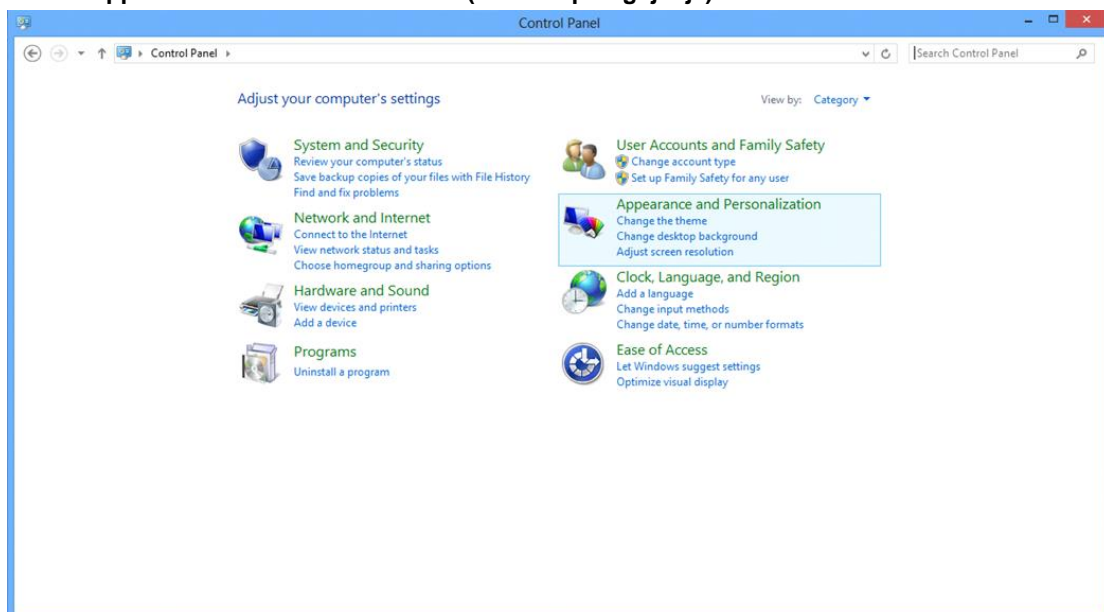 Control Panel
Control Panel
Search Control Panel
Adjust your computer's settings
View by: Category
System and Security
Review your computer's status
Save backup copies of your files with File History
Find and fix problems
Network and Internet
Connect to the Internet
View network status and tasks
Choose homegroup and sharing options
Hardware and Sound
View devices and printers
Add a device
Programs
Uninstall a program
User Accounts and Family Safety
Change account type
Set up Family Safety for any user
Appearance and Personalization
Change the theme
Change desktop background
Adjust screen resolution
Clock, Language, and Region
Add a language
Change input methods
Change date, time, or number formats
Ease of Access
Let Windows suggest settings
Optimize visual display